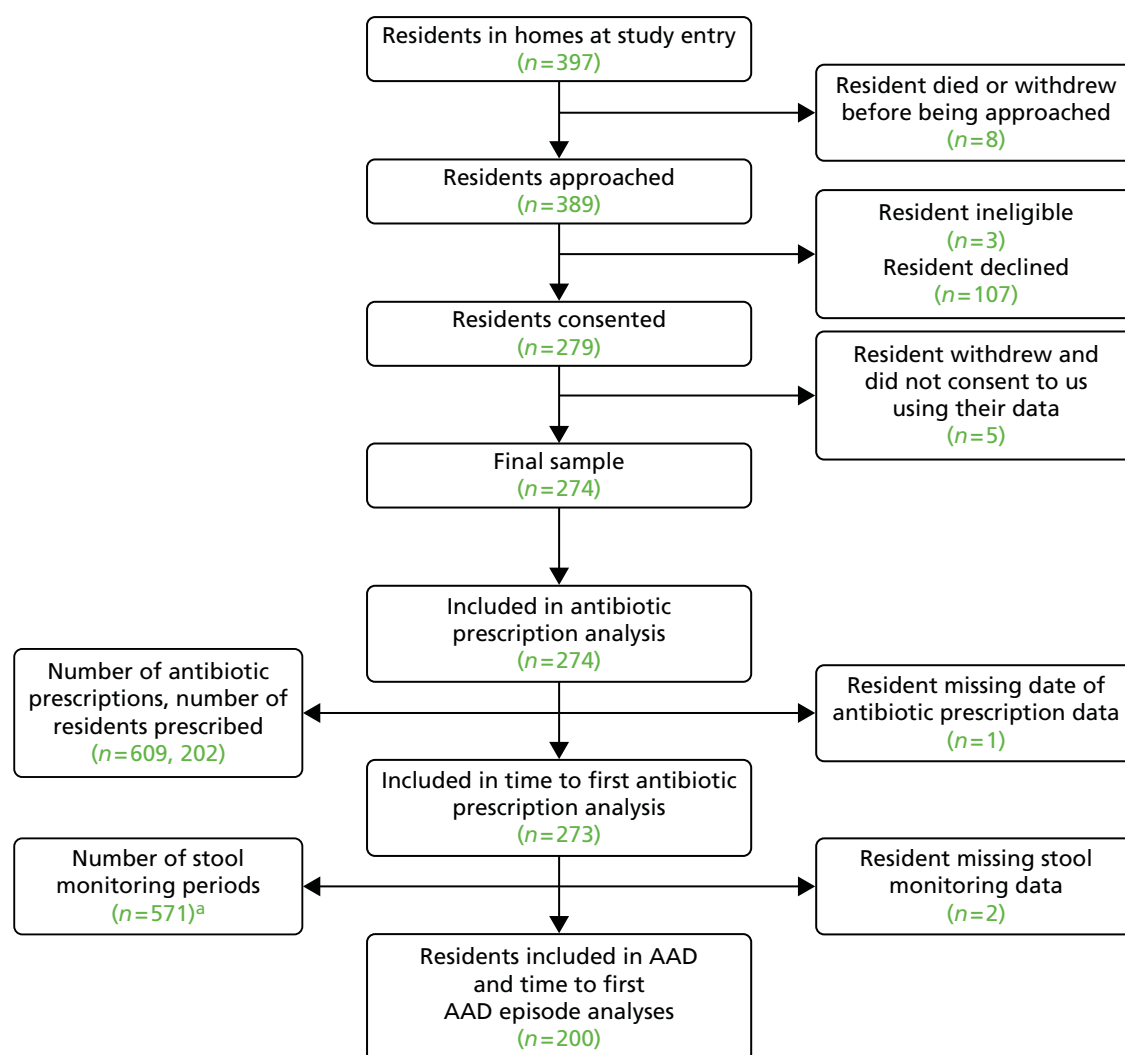 Residents in homes at study entry
(n=397)
Resident died or withdrew
before being approached
(n=8)
Residents approached
(n=389)
Resident ineligible
(n=3)
Resident declined
(n=107)
Residents consented
(n=279)
Resident withdrew and
did not consent to us
using their data
(n=5)
Final sample
(n=274)
Included in antibiotic
prescription analysis
(n=274)
Number of antibiotic
prescriptions, number of
residents prescribed
(n=609, 202)
Resident missing date of
antibiotic prescription data
(n=1)
Included in time to first antibiotic
prescription analysis
(n=273)
Number of stool
monitoring periods
(n=571)a
Resident missing stool
monitoring data
(n=2)
Residents included in AAD
and time to first
AAD episode analyses
(n=200)